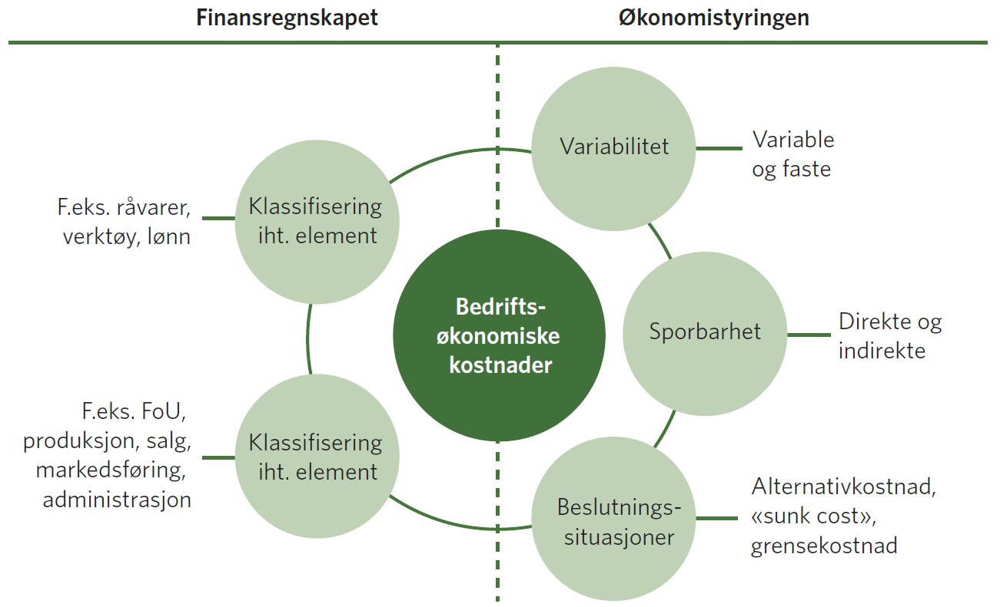 Finansregnskapet
Økonomistyringen
F.eks. råvarer,
verktøy, lønn
Klassifisering
iht. element
F.eks. FoU,
produksjon, salg,
markedsføring,
administrasjon
Klassifisering
iht. element
Bedrifts-
økonomiske
kostnader
Variabilitet
Variable
og faste
Sporbarhet
Direkte og
indirekte
Beslutnings-
situasjoner
Alternativkostnad,
«sunk cost»,
grensekostnad